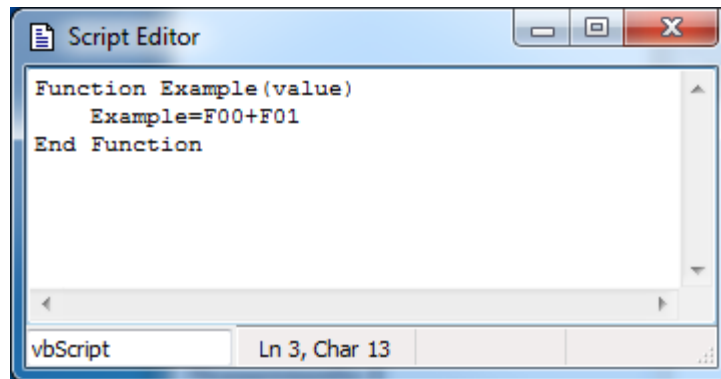 Script Editor
Function Example(value)
    Example=F00+F01
End Function
vbScript Ln 3, Char 13